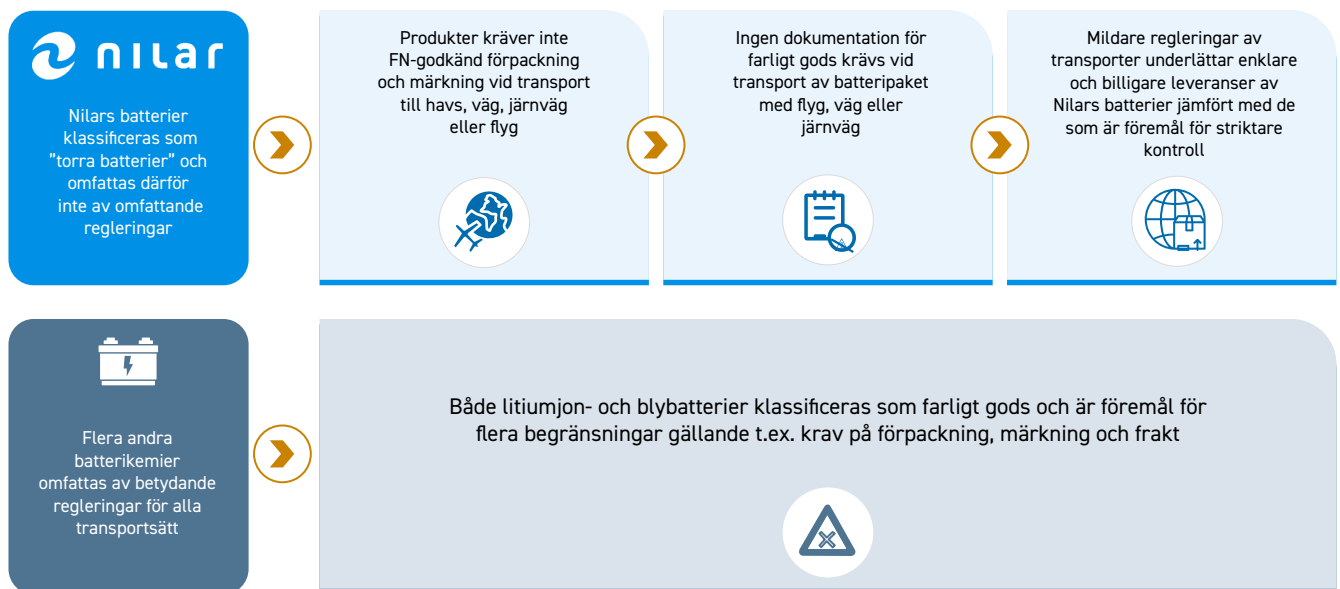 nilar
Nilars batterier
klassificeras som
”torra batterier” och
omfattas därför
inte av omfattande
regleringar
Produkter kräver inte
FN-godkänd förpackning
och märkning vid transport
till havs, väg, järnväg
eller flyg
Ingen dokumentation för
farligt gods krävs vid
transport av batteripaket
med flyg, väg eller
järnväg
Mildare regleringar av
transporter underlättar enklare
och billigare leveranser av
Nilars batterier jämfört med de
som är föremål för striktare
kontroll
Flera andra
batterikemier
omfattas av betydande
regleringar för alla
transportsätt
Både litiumjon- och blybatterier klassificeras som farligt gods och är föremål för
flera begränsningar gällande t.ex. krav på förpackning, märkning och frakt